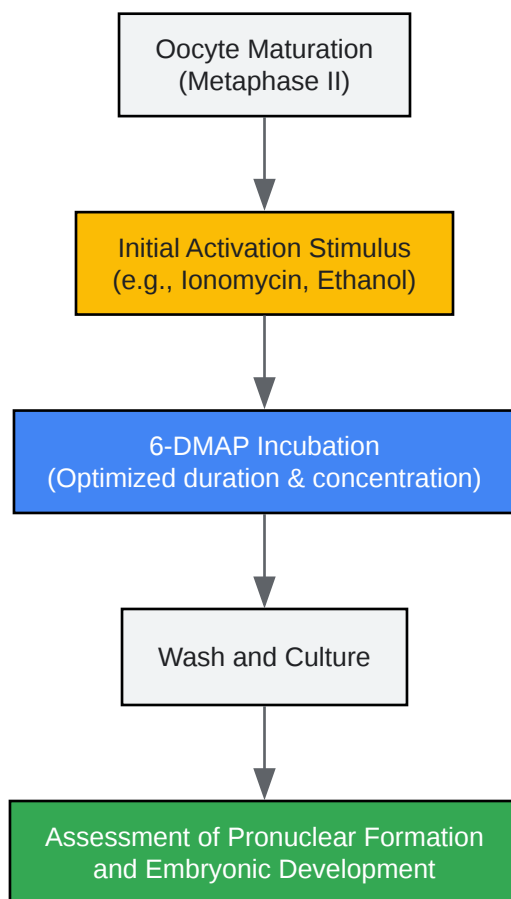 Oocyte Maturation
(Metaphase II)
Initial Activation Stimulus
(e.g., Ionomycin, Ethanol)
6-DMAP Incubation
(Optimized duration & concentration)
Wash and Culture
Assessment of Pronuclear Formation
and Embryonic Development